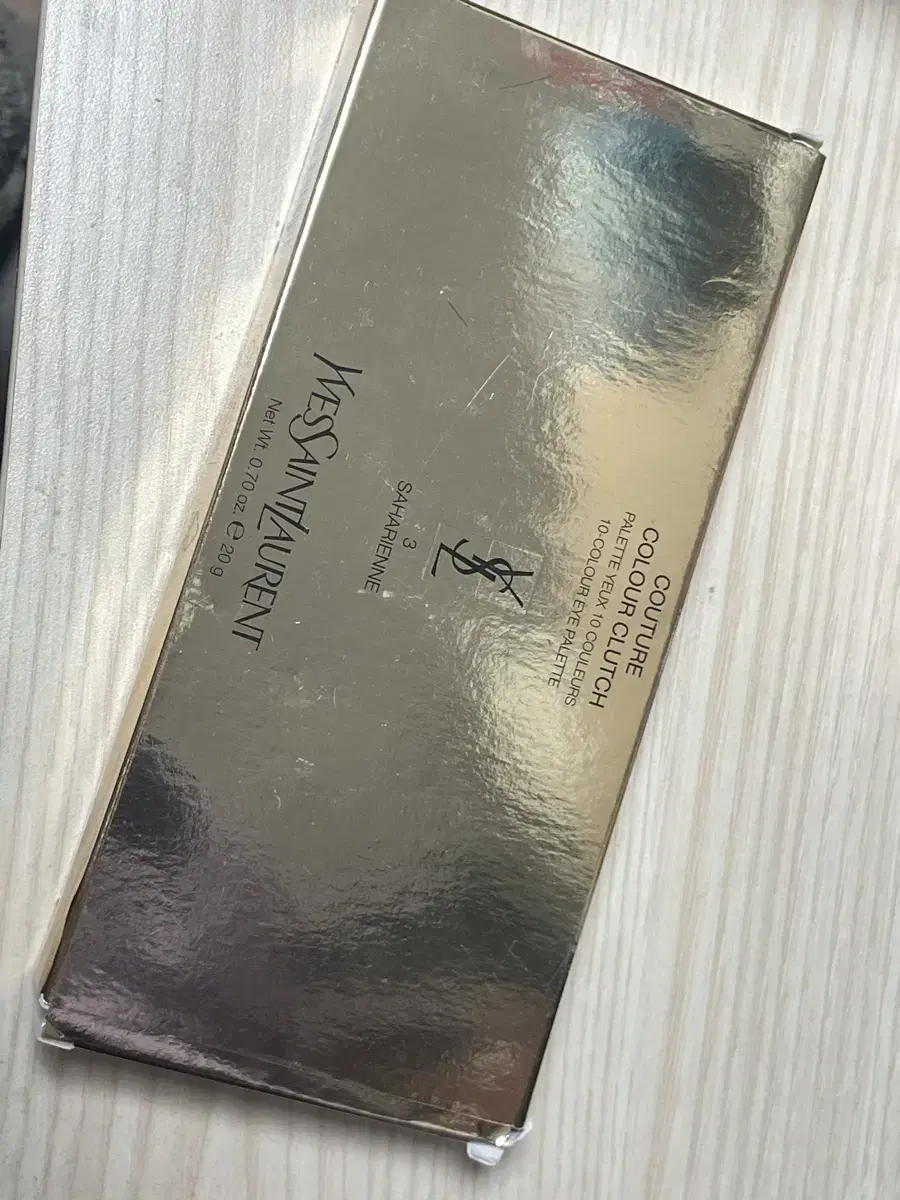 COUTURE
COLOUR CLUTCH
PALETTE YEUX 10 COULEURS
10-COLOUR EYE PALETTE
YSL
3
SAHARIENNE
YVESSAINTLAURENT
Net Wt. 0.70 oz. ℮ 20 g